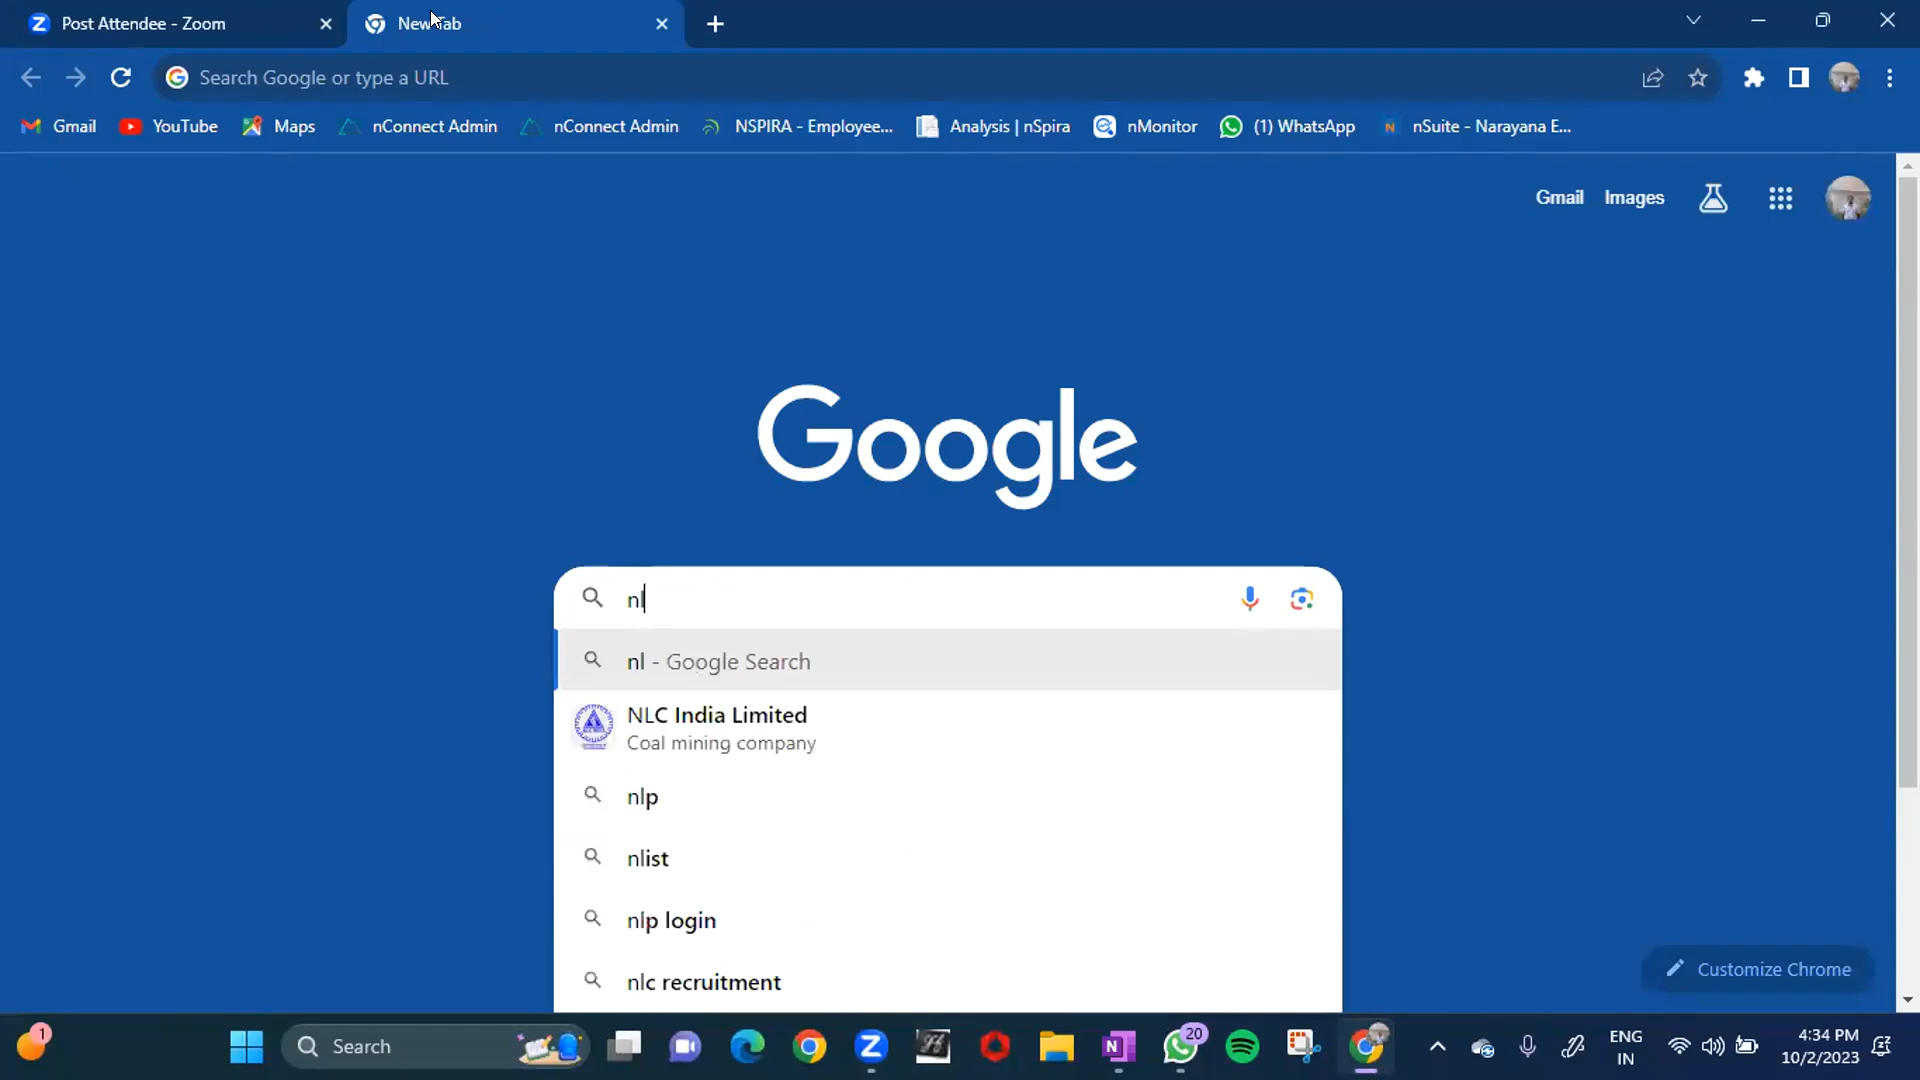 Post Attendee - Zoom
New Tab
Search Google or type a URL
Gmail
YouTube
Maps
nConnect Admin
nConnect Admin
NSPIRA - Employee...
Analysis | nSpira
nMonitor
(1) WhatsApp
nSuite - Narayana E...
Gmail
Images
Google
nl
nl - Google Search
NLC India Limited
Coal mining company
nlp
nlist
nlp login
nlc recruitment
Customize Chrome
1
Search
20
ENG
IN
4:34 PM
10/2/2023